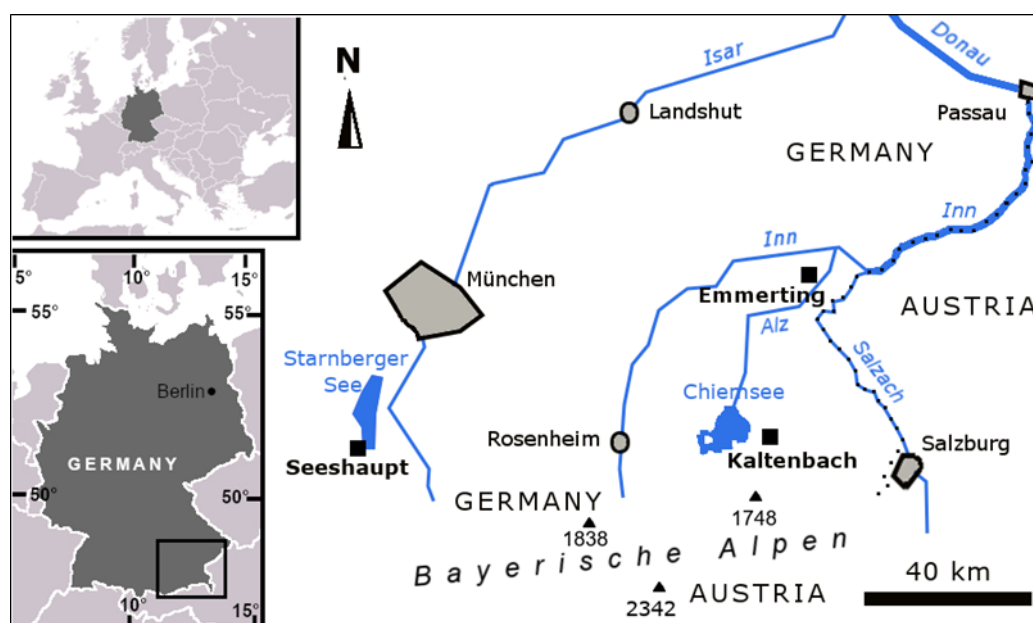 N
Isar
Donau
Landshut
Passau
GERMANY
Inn
Inn
München
Emmerting
Alz
AUSTRIA
Starnberger
See
Chiemsee
Salzach
Rosenheim
Seeshaupt
Kaltenbach
Salzburg
GERMANY
1838
1748
Bayerische Alpen
2342
AUSTRIA
40 km
5°
10°
15°
55°
55°
Berlin
GERMANY
50°
50°
10°
15°